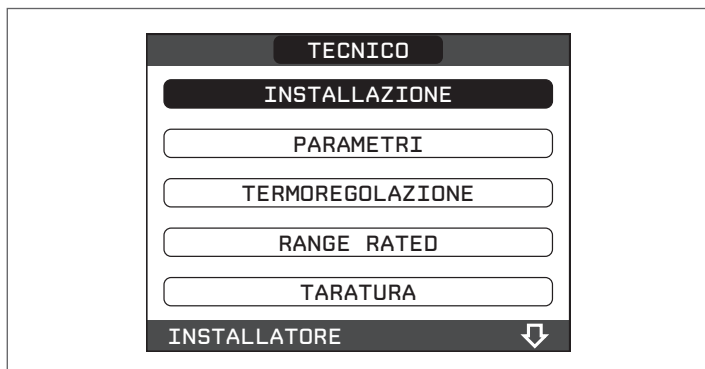 TECNICO
INSTALLAZIONE
PARAMETRI
TERMOREGOLAZIONE
RANGE RATED
TARATURA
INSTALLATORE